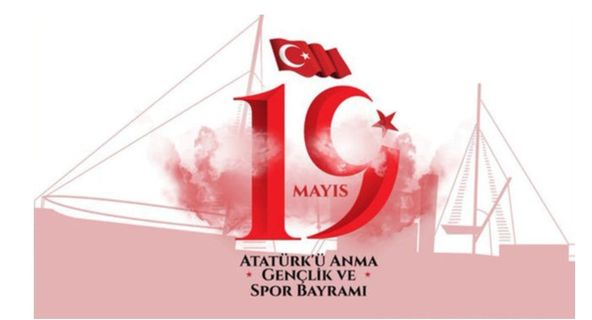 19
MAYIS
ATATÜRK'Ü ANMA
GENÇLİK VE
SPOR BAYRAMI